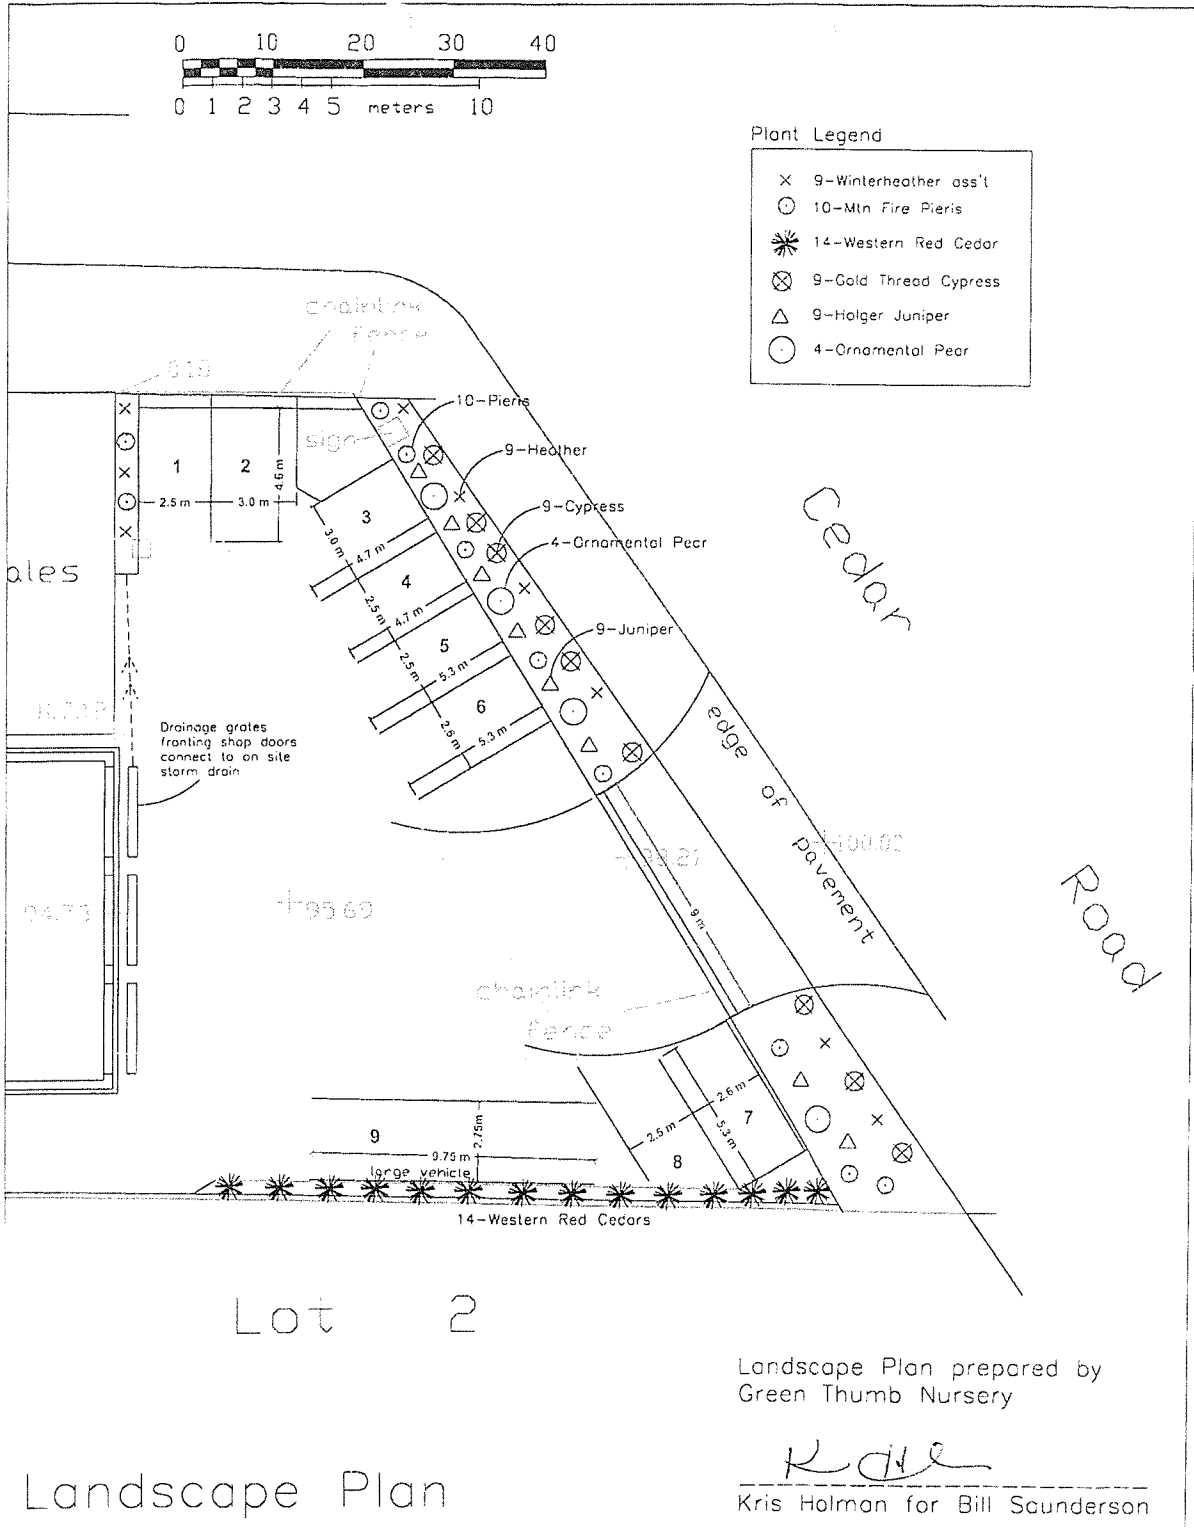 0 10 20 30 40
0 1 2 3 4 5 meters 10
Plant Legend
9-Winterheather ass't
10-Mtn Fire Pieris
14-Western Red Cedar
9-Gold Thread Cypress
9-Holger Juniper
4-Ornamental Pear
chainlink
fence
sign
10-Pieris
9-Heather
9-Cypress
4-Ornamental Pear
9-Juniper
1
2
2.5 m
3.0 m
4.6 m
3
3.0 m
4.7 m
4
2.5 m
4.7 m
5
2.5 m
5.3 m
6
2.6 m
5.3 m
ales
Drainage grates
fronting shop doors
connect to on site
storm drain
Cedar
Road
edge of pavement
100.02
99.27
95.69
94.73
9 m
chainlink
fence
7
2.6 m
5.3 m
8
2.5 m
9
2.75m
9.75 m
large vehicle
14-Western Red Cedars
Lot 2
Landscape Plan prepared by
Green Thumb Nursery
Kris Holman for Bill Saunderson
Landscape Plan